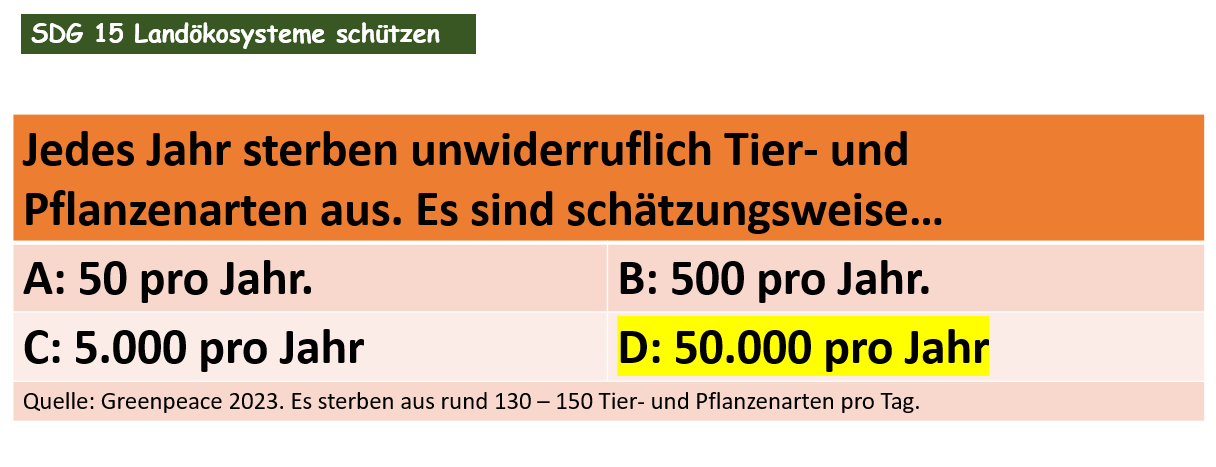 SDG 15 Landökosysteme schützen
Jedes Jahr sterben unwiderruflich Tier- und
Pflanzenarten aus. Es sind schätzungsweise…
A: 50 pro Jahr.
B: 500 pro Jahr.
C: 5.000 pro Jahr
D: 50.000 pro Jahr
Quelle: Greenpeace 2023. Es sterben aus rund 130 – 150 Tier- und Pflanzenarten pro Tag.